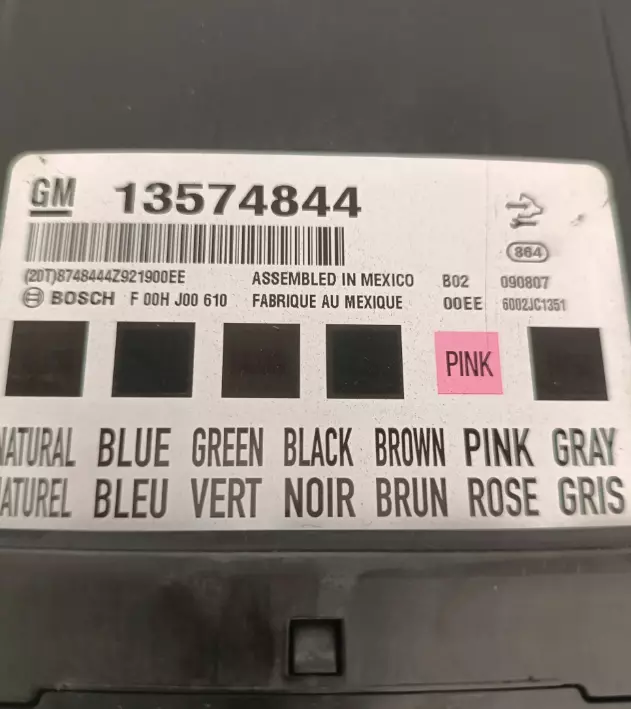 GM 13574844
864
(20T)8748444Z921900EE ASSEMBLED IN MEXICO B02 090807
BOSCH F 00H J00 610 FABRIQUE AU MEXIQUE 00EE 6002JC1351
PINK
NATURAL BLUE GREEN BLACK BROWN PINK GRAY
NATUREL BLEU VERT NOIR BRUN ROSE GRIS